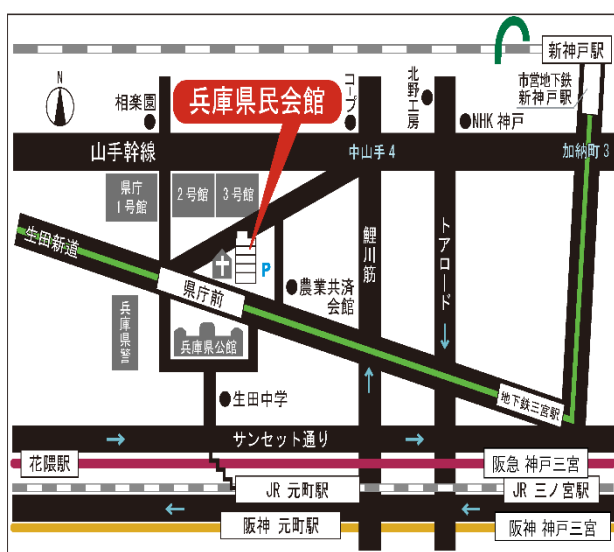 新神戸駅
市営地下鉄
新神戸駅
N
相楽園
兵庫県民会館
コープ
北野工房
NHK 神戸
山手幹線
中山手4
加納町3
県庁
1号館
2号館
3号館
生田新道
P
鯉川筋
トアロード
県庁前
農業共済
会館
兵庫県警
兵庫県公館
生田中学
地下鉄三宮駅
サンセット通り
花隈駅
阪急 神戸三宮
JR 元町駅
JR 三ノ宮駅
阪神 元町駅
阪神 神戸三宮